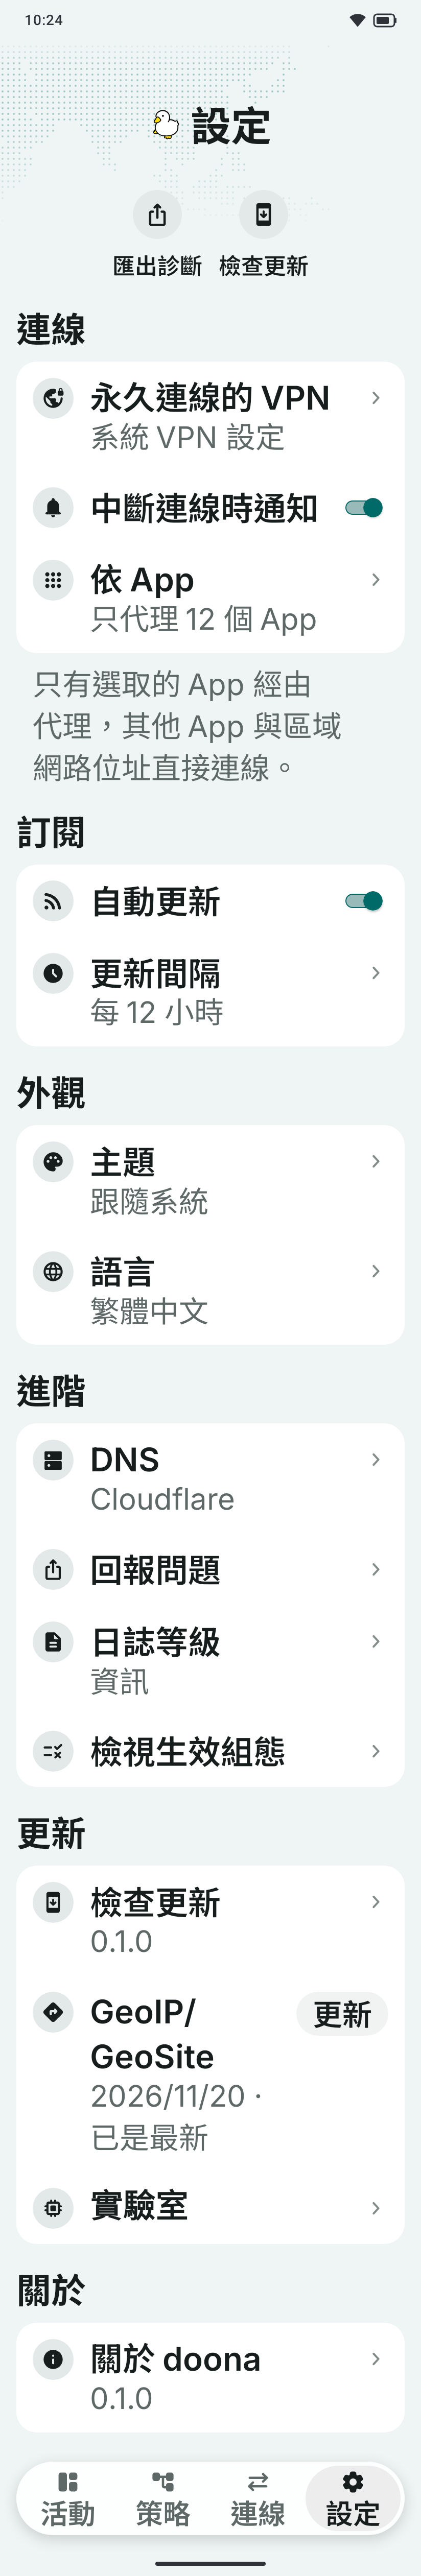 10:24
設定
匯出診斷 檢查更新
連線
永久連線的 VPN
系統 VPN 設定
中斷連線時通知
依 App
只代理 12 個 App
只有選取的 App 經由
代理，其他 App 與區域
網路位址直接連線。
訂閱
自動更新
更新間隔
每 12 小時
外觀
主題
跟隨系統
語言
繁體中文
進階
DNS
Cloudflare
回報問題
日誌等級
資訊
檢視生效組態
更新
檢查更新
0.1.0
GeoIP/
GeoSite
更新
2026/11/20 ·
已是最新
實驗室
關於
關於 doona
0.1.0
活動 策略 連線 設定